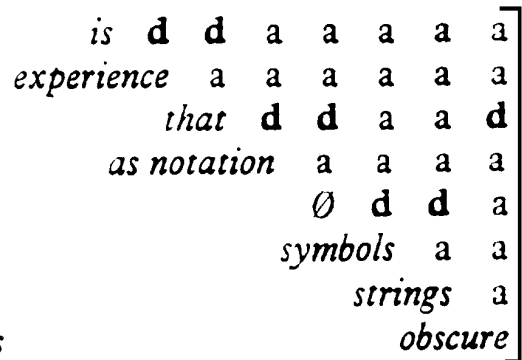 is d d a a a a a
experience a a a a a a
that d d a a d
as notation a a a a
∅ d d a
symbols a a
strings a
s obscure